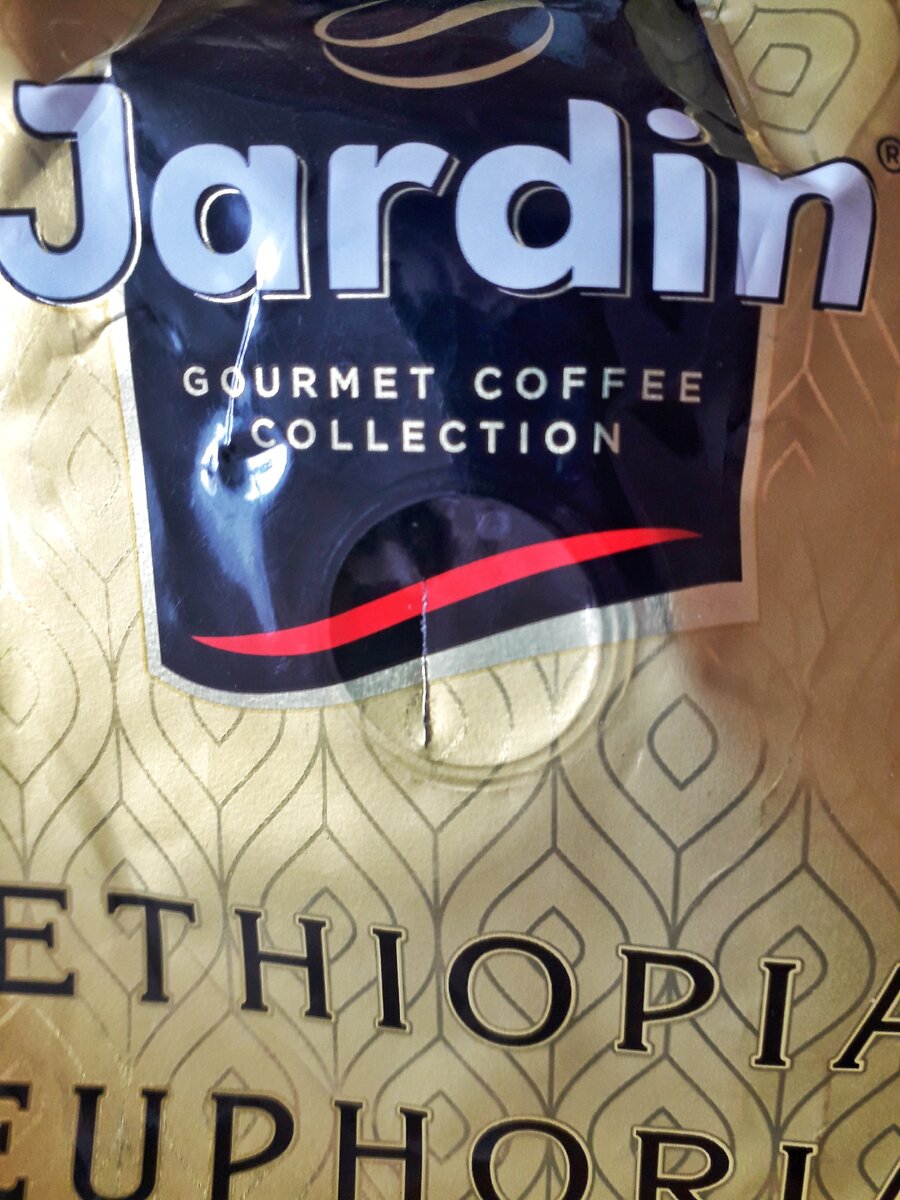 Jardin®
GOURMET COFFEE
COLLECTION
ETHIOPIA
EUPHORIA